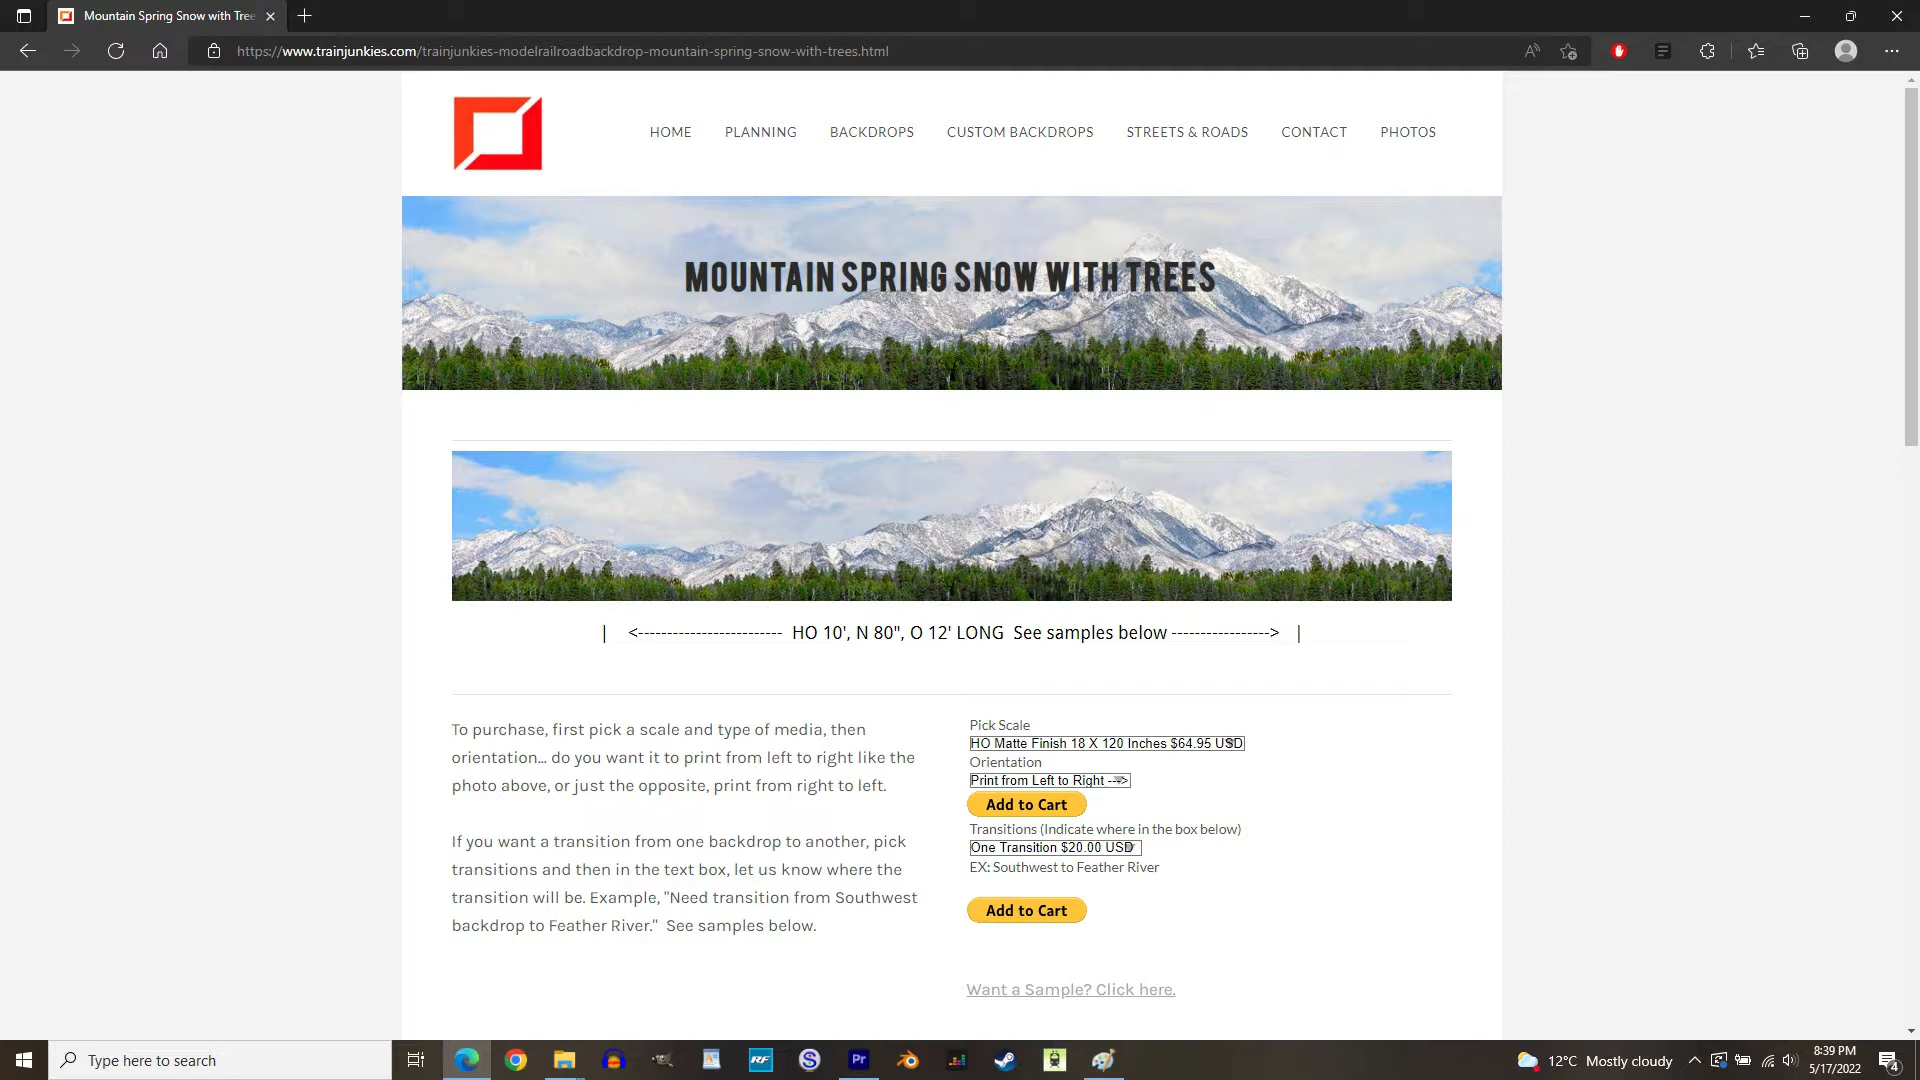 Mountain Spring Snow with Tree
https://www.trainjunkies.com/trainjunkies-modelrailroadbackdrop-mountain-spring-snow-with-trees.html
HOME PLANNING BACKDROPS CUSTOM BACKDROPS STREETS & ROADS CONTACT PHOTOS
MOUNTAIN SPRING SNOW WITH TREES
| <------------------------- HO 10', N 80", O 12' LONG See samples below -----------------> |
To purchase, first pick a scale and type of media, then
orientation... do you want it to print from left to right like the
photo above, or just the opposite, print from right to left.
If you want a transition from one backdrop to another, pick
transitions and then in the text box, let us know where the
transition will be. Example, "Need transition from Southwest
backdrop to Feather River." See samples below.
Pick Scale
HO Matte Finish 18 X 120 Inches $64.95 USD
Orientation
Print from Left to Right --->
Add to Cart
Transitions (Indicate where in the box below)
One Transition $20.00 USD
EX: Southwest to Feather River
Add to Cart
Want a Sample? Click here.
Type here to search
RF
S
Pr
12°C Mostly cloudy
8:39 PM
5/17/2022
4